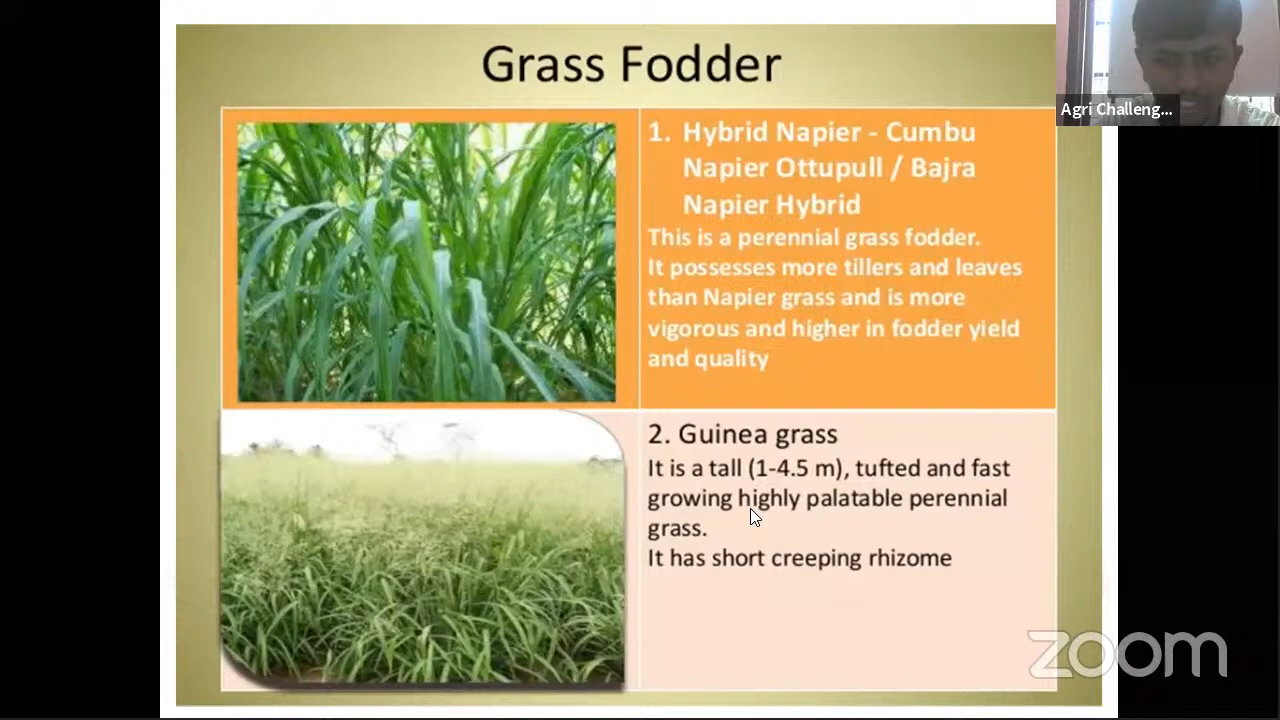 Grass Fodder
Agri Challeng...
1. Hybrid Napier - Cumbu
Napier Ottupull / Bajra
Napier Hybrid
This is a perennial grass fodder.
It possesses more tillers and leaves
than Napier grass and is more
vigorous and higher in fodder yield
and quality
2. Guinea grass
It is a tall (1-4.5 m), tufted and fast
growing highly palatable perennial
grass.
It has short creeping rhizome
zoom